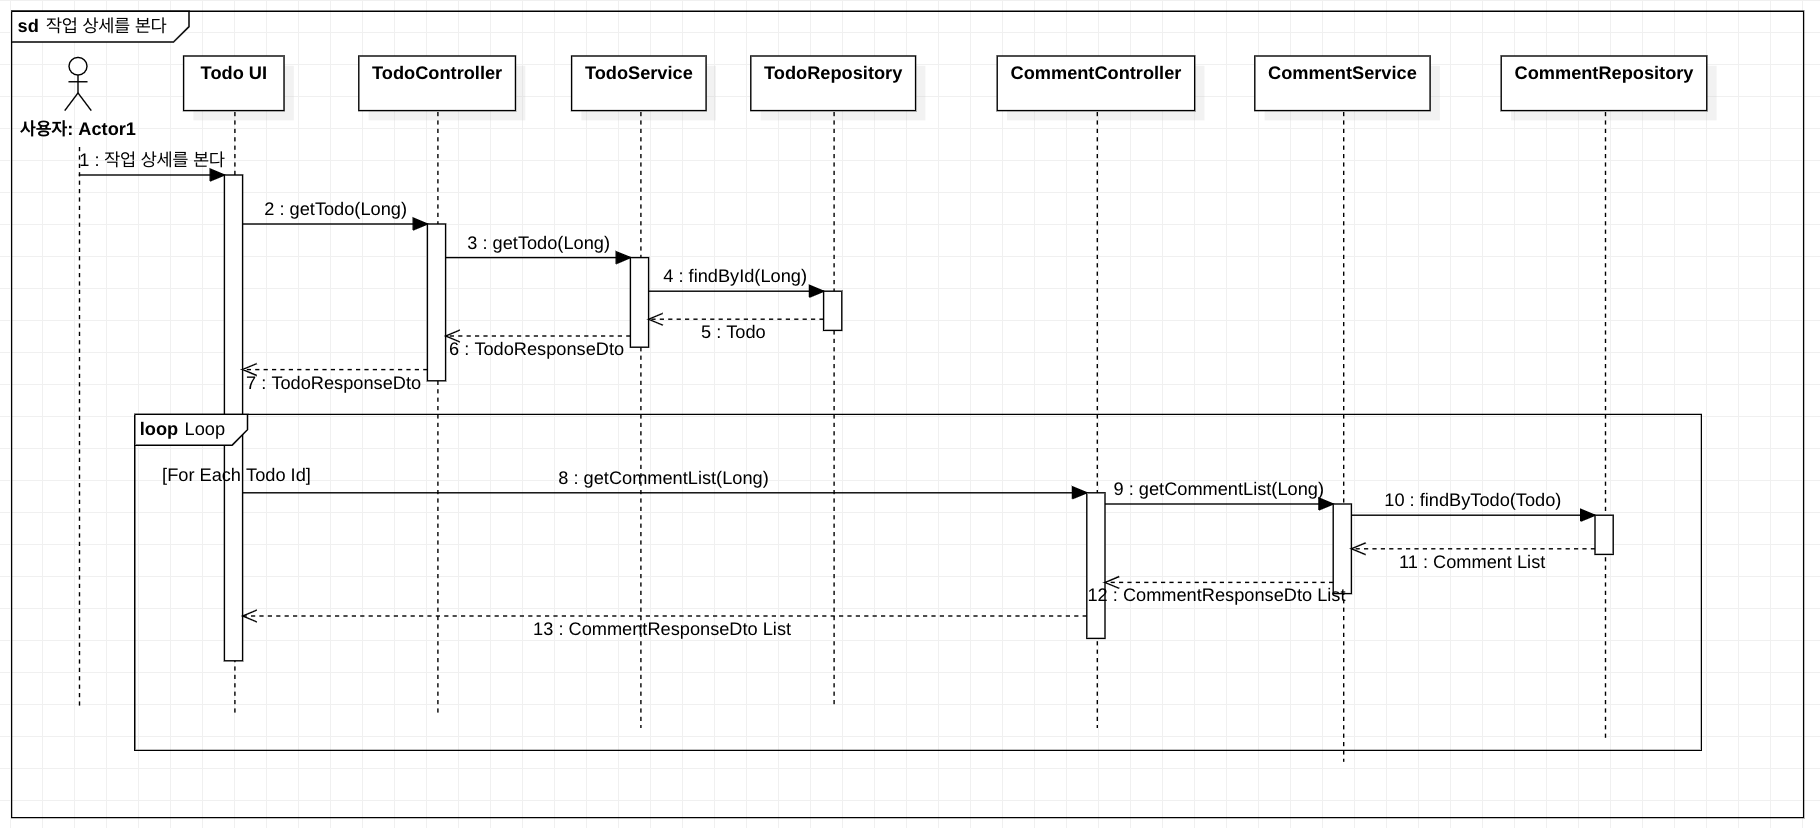 sd 작업 상세를 본다
Todo UI
TodoController
TodoService
TodoRepository
CommentController
CommentService
CommentRepository
사용자: Actor1
1 : 작업 상세를 본다
2 : getTodo(Long)
3 : getTodo(Long)
4 : findById(Long)
5 : Todo
6 : TodoResponseDto
7 : TodoResponseDto
loop Loop
[For Each Todo Id]
8 : getCommentList(Long)
9 : getCommentList(Long)
10 : findByTodo(Todo)
11 : Comment List
12 : CommentResponseDto List
13 : CommentResponseDto List